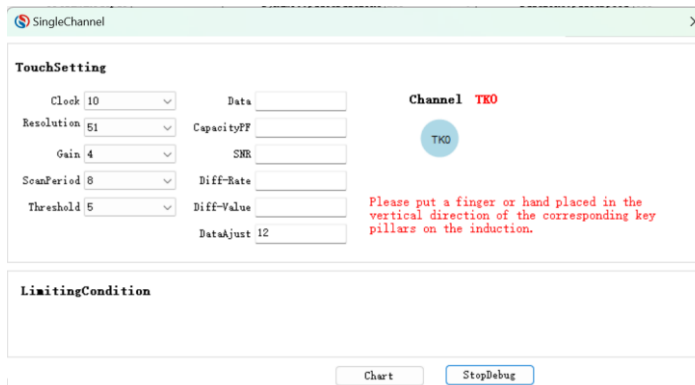 SingleChannel
TouchSetting
Clock 10
Resolution 51
Gain 4
ScanPeriod 8
Threshold 5
Data
CapacityPF
SNR
Diff-Rate
Diff-Value
DataAjust 12
Channel TK0
TK0
Please put a finger or hand placed in the
vertical direction of the corresponding key
pillars on the induction.
LimitingCondition
Chart
StopDebug